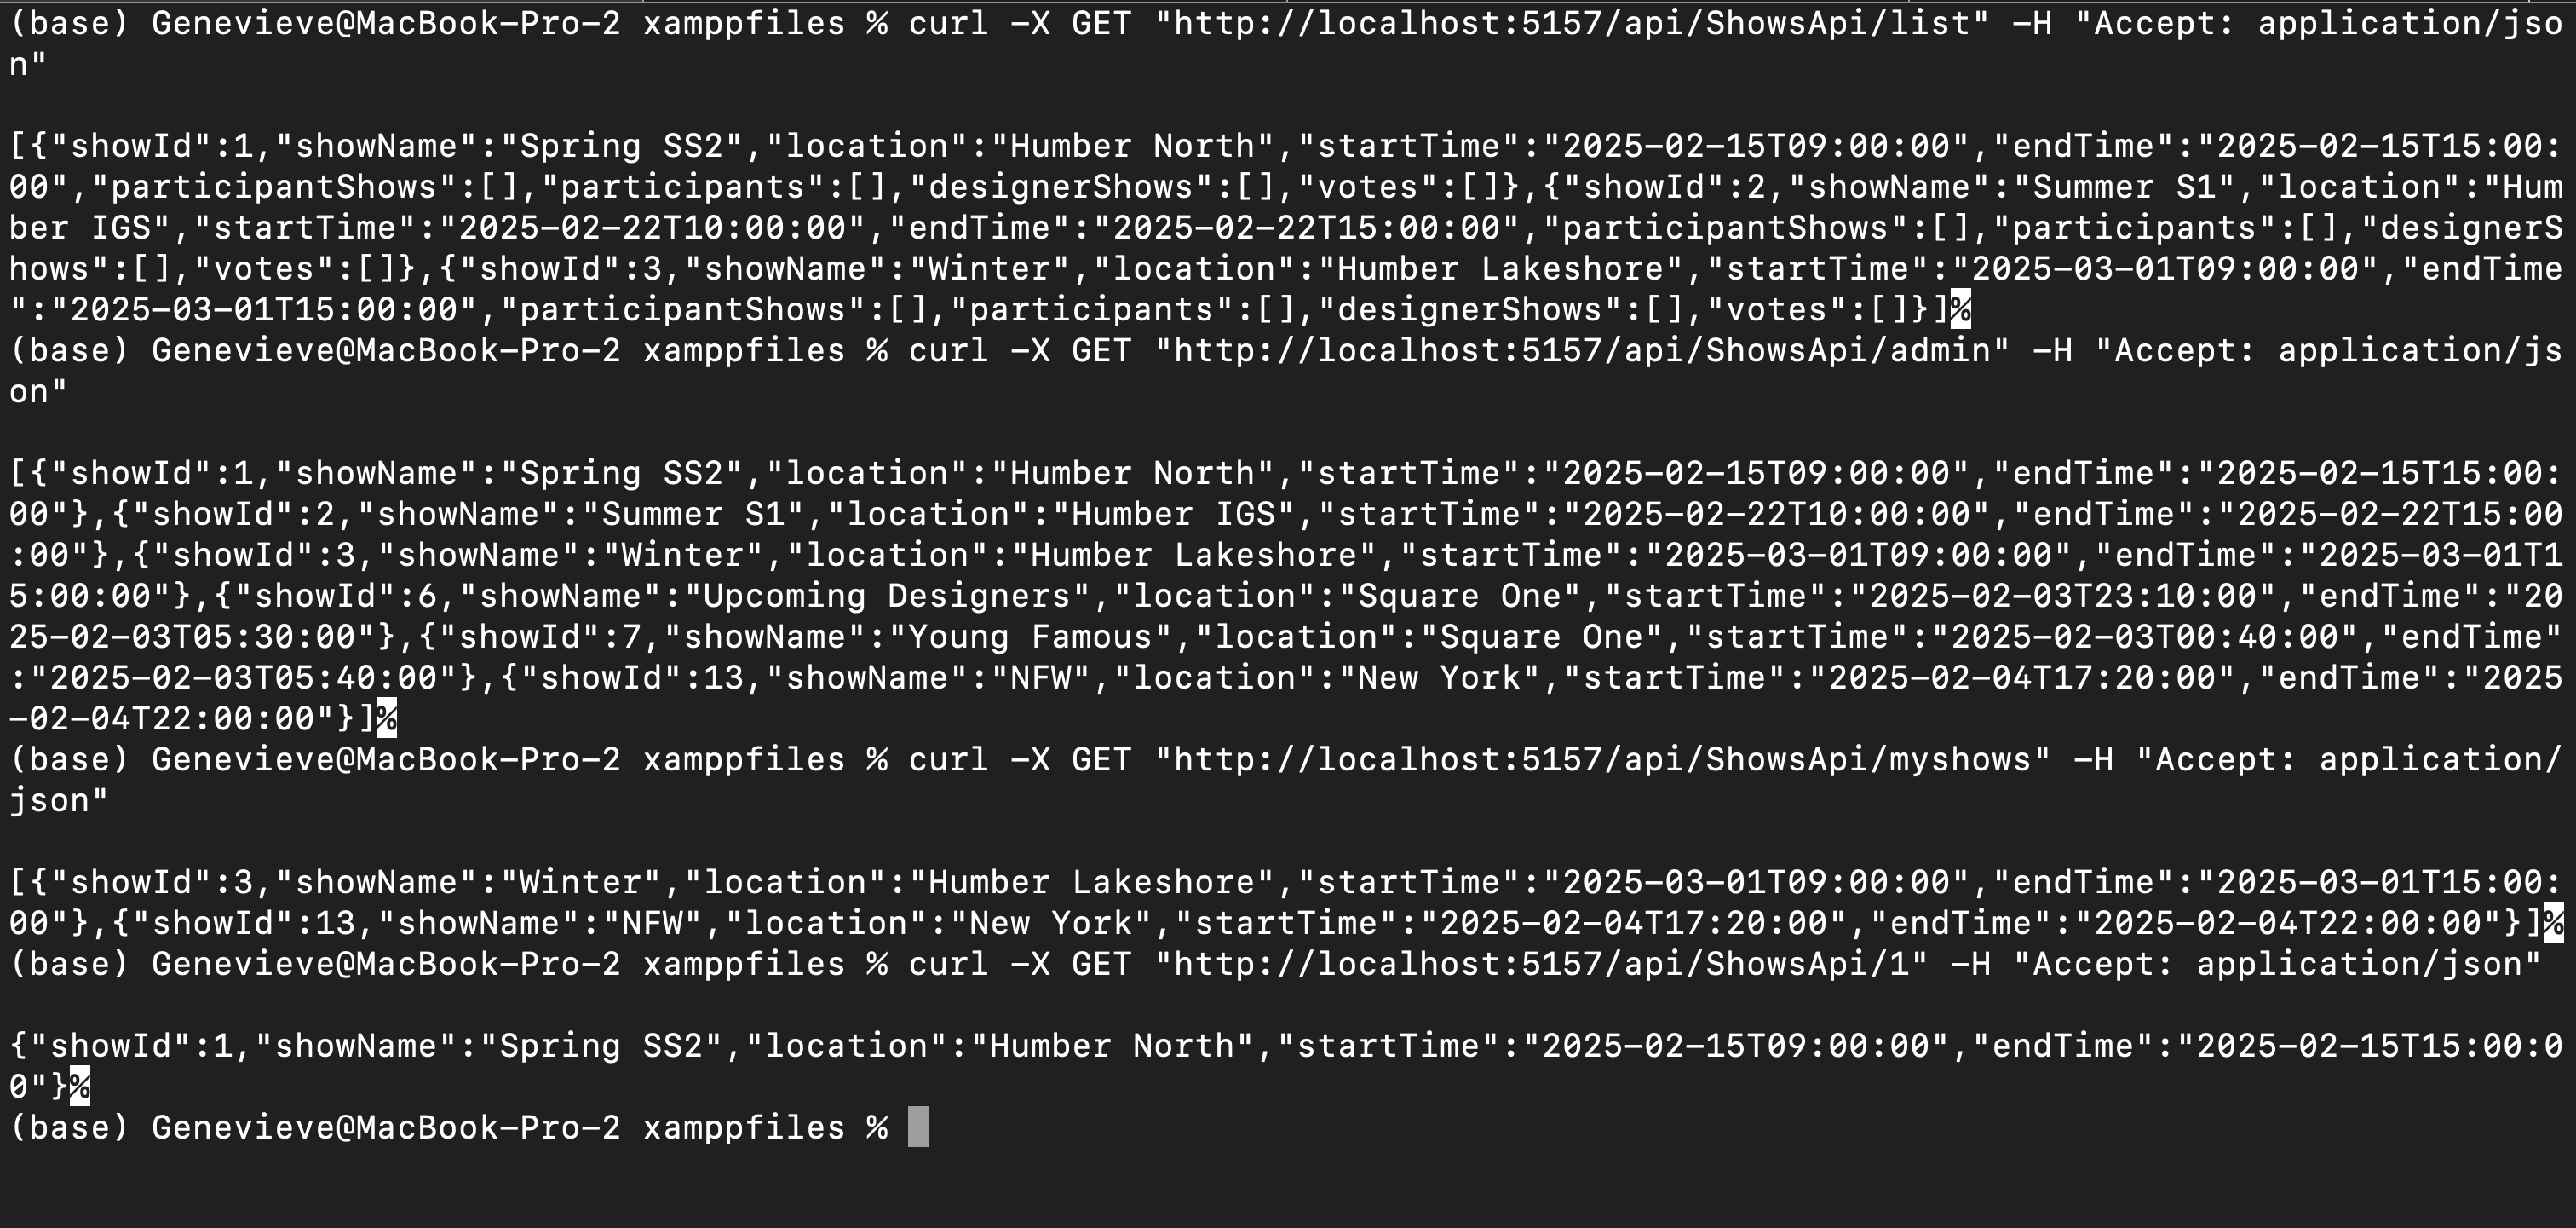 (base) Genevieve@MacBook-Pro-2 xamppfiles % curl -X GET "http://localhost:5157/api/ShowsApi/list" -H "Accept: application/jso
n"
[{"showId":1,"showName":"Spring SS2","location":"Humber North","startTime":"2025-02-15T09:00:00","endTime":"2025-02-15T15:00:
00","participantShows":[],"participants":[],"designerShows":[],"votes":[]},{"showId":2,"showName":"Summer S1","location":"Hum
ber IGS","startTime":"2025-02-22T10:00:00","endTime":"2025-02-22T15:00:00","participantShows":[],"participants":[],"designerS
hows":[],"votes":[]},{"showId":3,"showName":"Winter","location":"Humber Lakeshore","startTime":"2025-03-01T09:00:00","endTime
":"2025-03-01T15:00:00","participantShows":[],"participants":[],"designerShows":[],"votes":[]}]%
(base) Genevieve@MacBook-Pro-2 xamppfiles % curl -X GET "http://localhost:5157/api/ShowsApi/admin" -H "Accept: application/js
on"
[{"showId":1,"showName":"Spring SS2","location":"Humber North","startTime":"2025-02-15T09:00:00","endTime":"2025-02-15T15:00:
00"},{"showId":2,"showName":"Summer S1","location":"Humber IGS","startTime":"2025-02-22T10:00:00","endTime":"2025-02-22T15:00
:00"},{"showId":3,"showName":"Winter","location":"Humber Lakeshore","startTime":"2025-03-01T09:00:00","endTime":"2025-03-01T1
5:00:00"},{"showId":6,"showName":"Upcoming Designers","location":"Square One","startTime":"2025-02-03T23:10:00","endTime":"20
25-02-03T05:30:00"},{"showId":7,"showName":"Young Famous","location":"Square One","startTime":"2025-02-03T00:40:00","endTime"
:"2025-02-03T05:40:00"},{"showId":13,"showName":"NFW","location":"New York","startTime":"2025-02-04T17:20:00","endTime":"2025
-02-04T22:00:00"}]%
(base) Genevieve@MacBook-Pro-2 xamppfiles % curl -X GET "http://localhost:5157/api/ShowsApi/myshows" -H "Accept: application/
json"
[{"showId":3,"showName":"Winter","location":"Humber Lakeshore","startTime":"2025-03-01T09:00:00","endTime":"2025-03-01T15:00:
00"},{"showId":13,"showName":"NFW","location":"New York","startTime":"2025-02-04T17:20:00","endTime":"2025-02-04T22:00:00"}]%
(base) Genevieve@MacBook-Pro-2 xamppfiles % curl -X GET "http://localhost:5157/api/ShowsApi/1" -H "Accept: application/json"
{"showId":1,"showName":"Spring SS2","location":"Humber North","startTime":"2025-02-15T09:00:00","endTime":"2025-02-15T15:00:0
0"}%
(base) Genevieve@MacBook-Pro-2 xamppfiles %